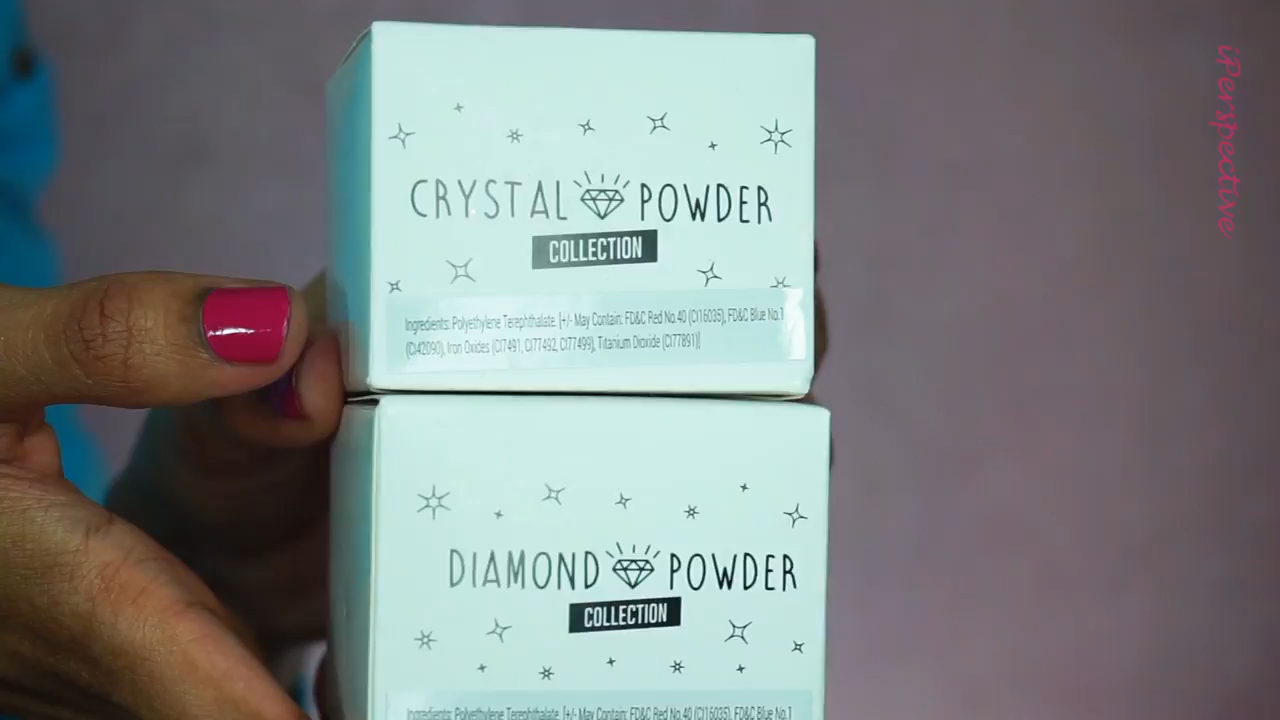 CRYSTAL POWDER
COLLECTION
Ingredients: Polyethylene Terephthalate. [+/- May Contain: FD&C Red No.40 (CI16035), FD&C Blue No.1
(CI42090), Iron Oxides (CI7491, CI77492, CI77499), Titanium Dioxide (CI77891)]
DIAMOND POWDER
COLLECTION
Ingredients: Polyethylene Terephthalate. [+/- May Contain: FD&C Red No.40 (CI16035), FD&C Blue No.1
iPerspective